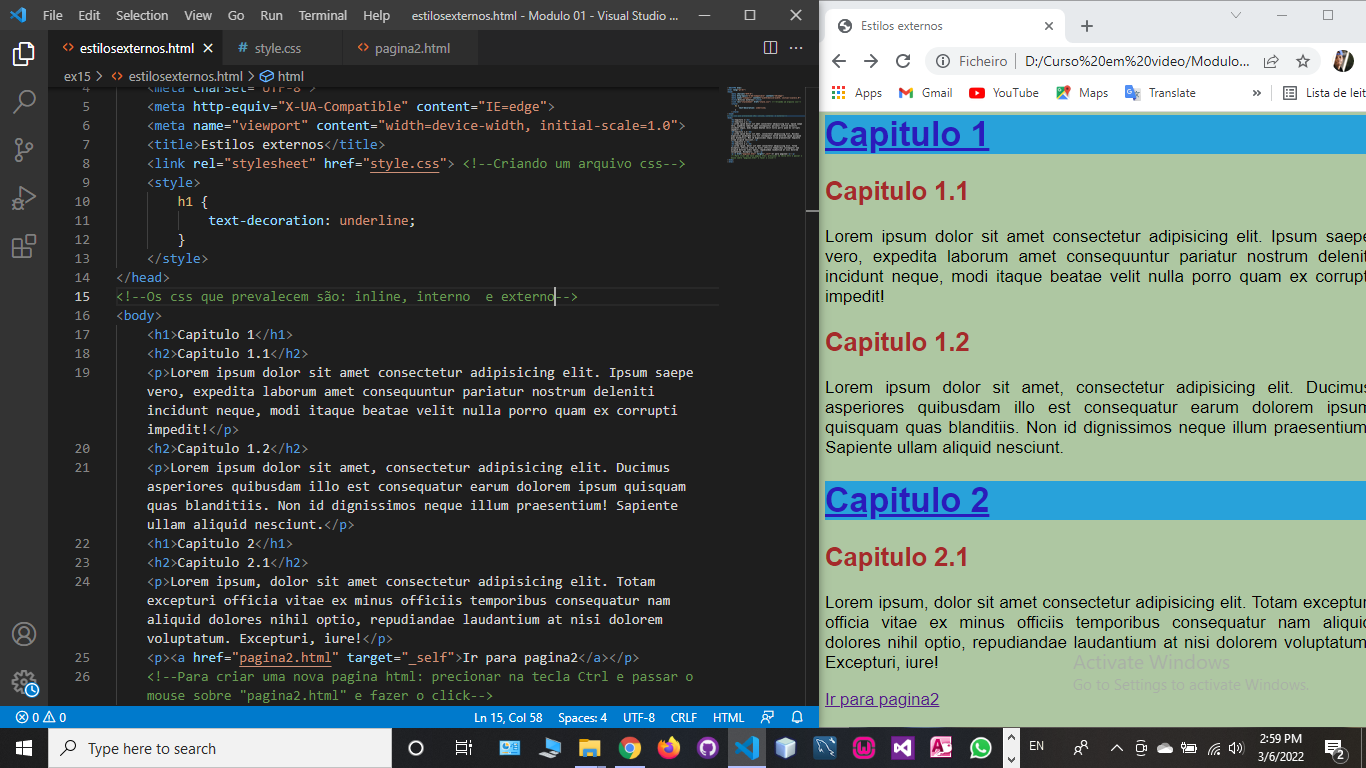 File Edit Selection View Go Run Terminal Help estilosexternos.html - Modulo 01 - Visual Studio ...
estilosexternos.html style.css pagina2.html
ex15 > estilosexternos.html > html
4 <meta charset="UTF-8">
5 <meta http-equiv="X-UA-Compatible" content="IE=edge">
6 <meta name="viewport" content="width=device-width, initial-scale=1.0">
7 <title>Estilos externos</title>
8 <link rel="stylesheet" href="style.css"> <!--Criando um arquivo css-->
9 <style>
10 h1 {
11 text-decoration: underline;
12 }
13 </style>
14 </head>
15 <!--Os css que prevalecem são: inline, interno  e externo-->
16 <body>
17 <h1>Capitulo 1</h1>
18 <h2>Capitulo 1.1</h2>
19 <p>Lorem ipsum dolor sit amet consectetur adipisicing elit. Ipsum saepe
vero, expedita laborum amet consequuntur pariatur nostrum deleniti
incidunt neque, modi itaque beatae velit nulla porro quam ex corrupti
impedit!</p>
20 <h2>Capitulo 1.2</h2>
21 <p>Lorem ipsum dolor sit amet, consectetur adipisicing elit. Ducimus
asperiores quibusdam illo est consequatur earum dolorem ipsum quisquam
quas blanditiis. Non id dignissimos neque illum praesentium! Sapiente
ullam aliquid nesciunt.</p>
22 <h1>Capitulo 2</h1>
23 <h2>Capitulo 2.1</h2>
24 <p>Lorem ipsum, dolor sit amet consectetur adipisicing elit. Totam
excepturi officia vitae ex minus officiis temporibus consequatur nam
aliquid dolores nihil optio, repudiandae laudantium at nisi dolorem
voluptatum. Excepturi, iure!</p>
25 <p><a href="pagina2.html" target="_self">Ir para pagina2</a></p>
26 <!--Para criar uma nova pagina html: precionar na tecla Ctrl e passar o
mouse sobre "pagina2.html" e fazer o click-->
0 0 Ln 15, Col 58 Spaces: 4 UTF-8 CRLF HTML
Estilos externos
Ficheiro D:/Curso%20em%20video/Modulo...
Apps Gmail YouTube Maps Translate » Lista de leit
Capitulo 1
Capitulo 1.1
Lorem ipsum dolor sit amet consectetur adipisicing elit. Ipsum saepe
vero, expedita laborum amet consequuntur pariatur nostrum delenit
incidunt neque, modi itaque beatae velit nulla porro quam ex corrupt
impedit!
Capitulo 1.2
Lorem ipsum dolor sit amet, consectetur adipisicing elit. Ducimus
asperiores quibusdam illo est consequatur earum dolorem ipsum
quisquam quas blanditiis. Non id dignissimos neque illum praesentium
Sapiente ullam aliquid nesciunt.
Capitulo 2
Capitulo 2.1
Lorem ipsum, dolor sit amet consectetur adipisicing elit. Totam exceptur
officia vitae ex minus officiis temporibus consequatur nam aliquid
dolores nihil optio, repudiandae laudantium at nisi dolorem voluptatum
Excepturi, iure!
Activate Windows
Go to Settings to activate Windows.
Ir para pagina2
Type here to search
EN
2:59 PM
3/6/2022
2